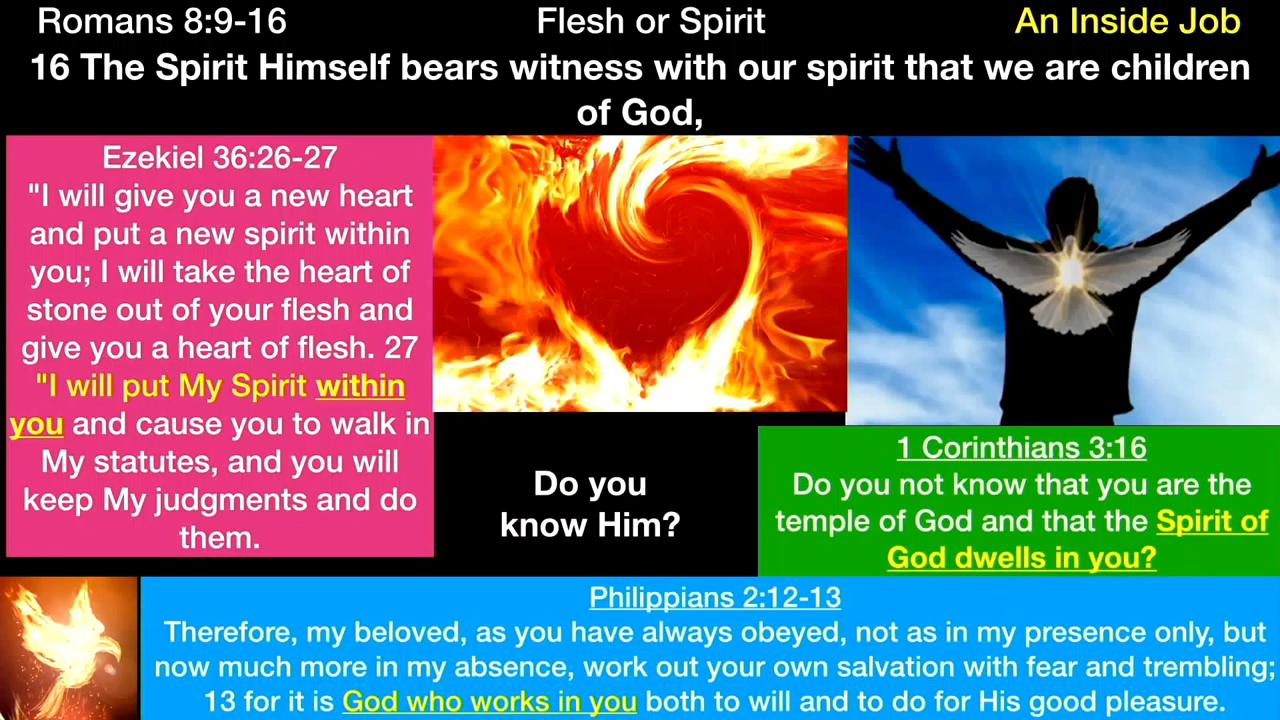 Romans 8:9-16
Flesh or Spirit
An Inside Job
16 The Spirit Himself bears witness with our spirit that we are children
of God,
Ezekiel 36:26-27
"I will give you a new heart
and put a new spirit within
you; I will take the heart of
stone out of your flesh and
give you a heart of flesh. 27
"I will put My Spirit within
you and cause you to walk in
My statutes, and you will
keep My judgments and do
them.
Do you
know Him?
1 Corinthians 3:16
Do you not know that you are the
temple of God and that the Spirit of
God dwells in you?
Philippians 2:12-13
Therefore, my beloved, as you have always obeyed, not as in my presence only, but
now much more in my absence, work out your own salvation with fear and trembling;
13 for it is God who works in you both to will and to do for His good pleasure.